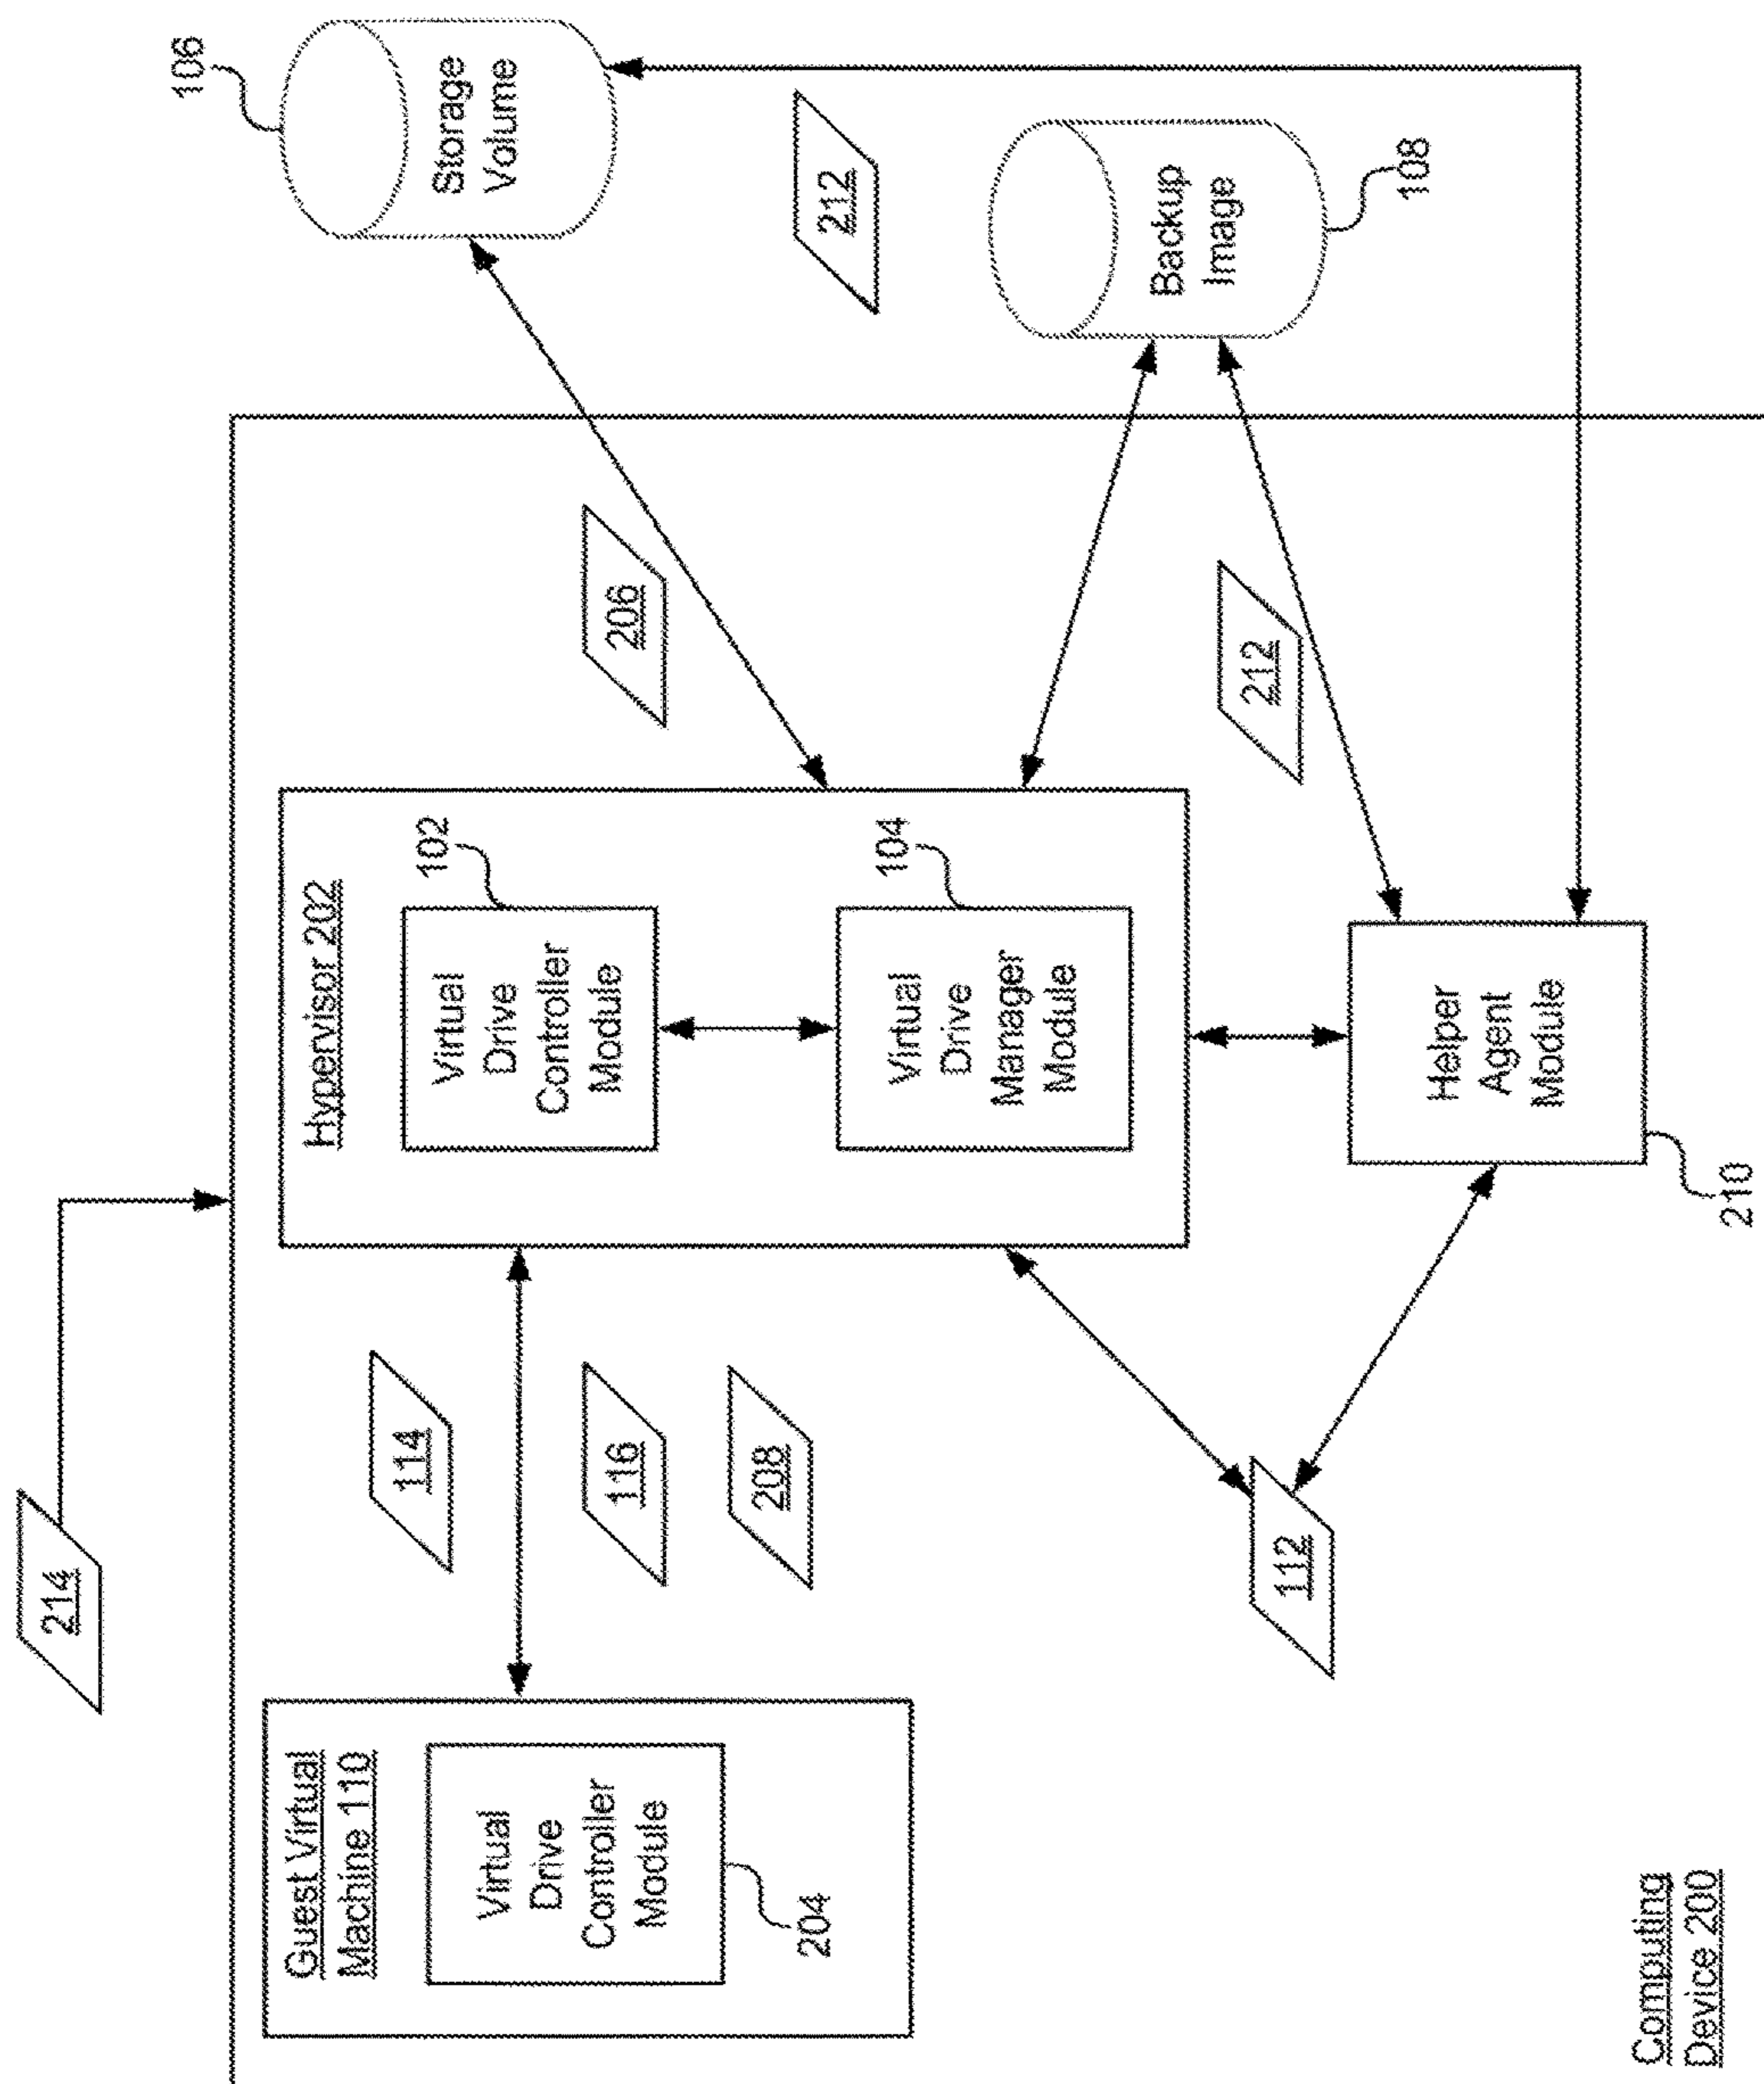 214
Guest Virtual
Machine 110
Virtual
Drive
Controller
Module
204
114
116
208
112
Hypervisor 202
Virtual
Drive
Controller
Module
102
Virtual
Drive
Manager
Module
104
Helper
Agent
Module
210
206
212
212
Storage
Volume
106
Backup
Image
108
Computing
Device 200